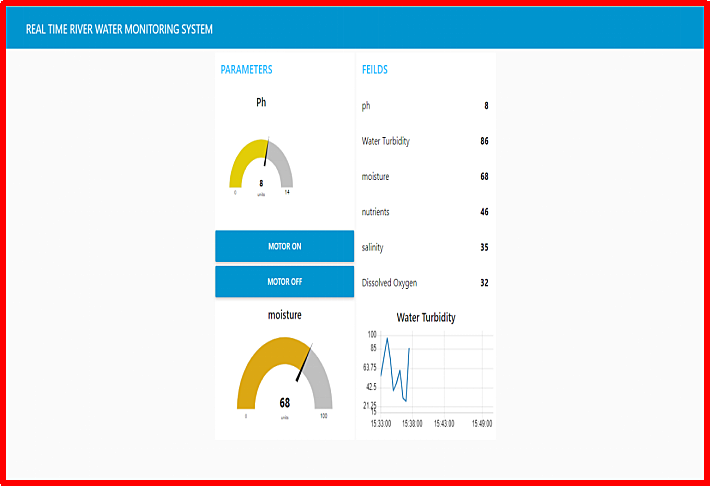 REAL TIME RIVER WATER MONITORING SYSTEM
PARAMETERS
Ph
8
units
0
14
MOTOR ON
MOTOR OFF
moisture
68
units
0
100
FEILDS
ph 8
Water Turbidity 86
moisture 68
nutrients 46
salinity 35
Dissolved Oxygen 32
Water Turbidity
100
85
63.75
42.5
21.25
15
15:33:00 15:38:00 15:43:00 15:49:00